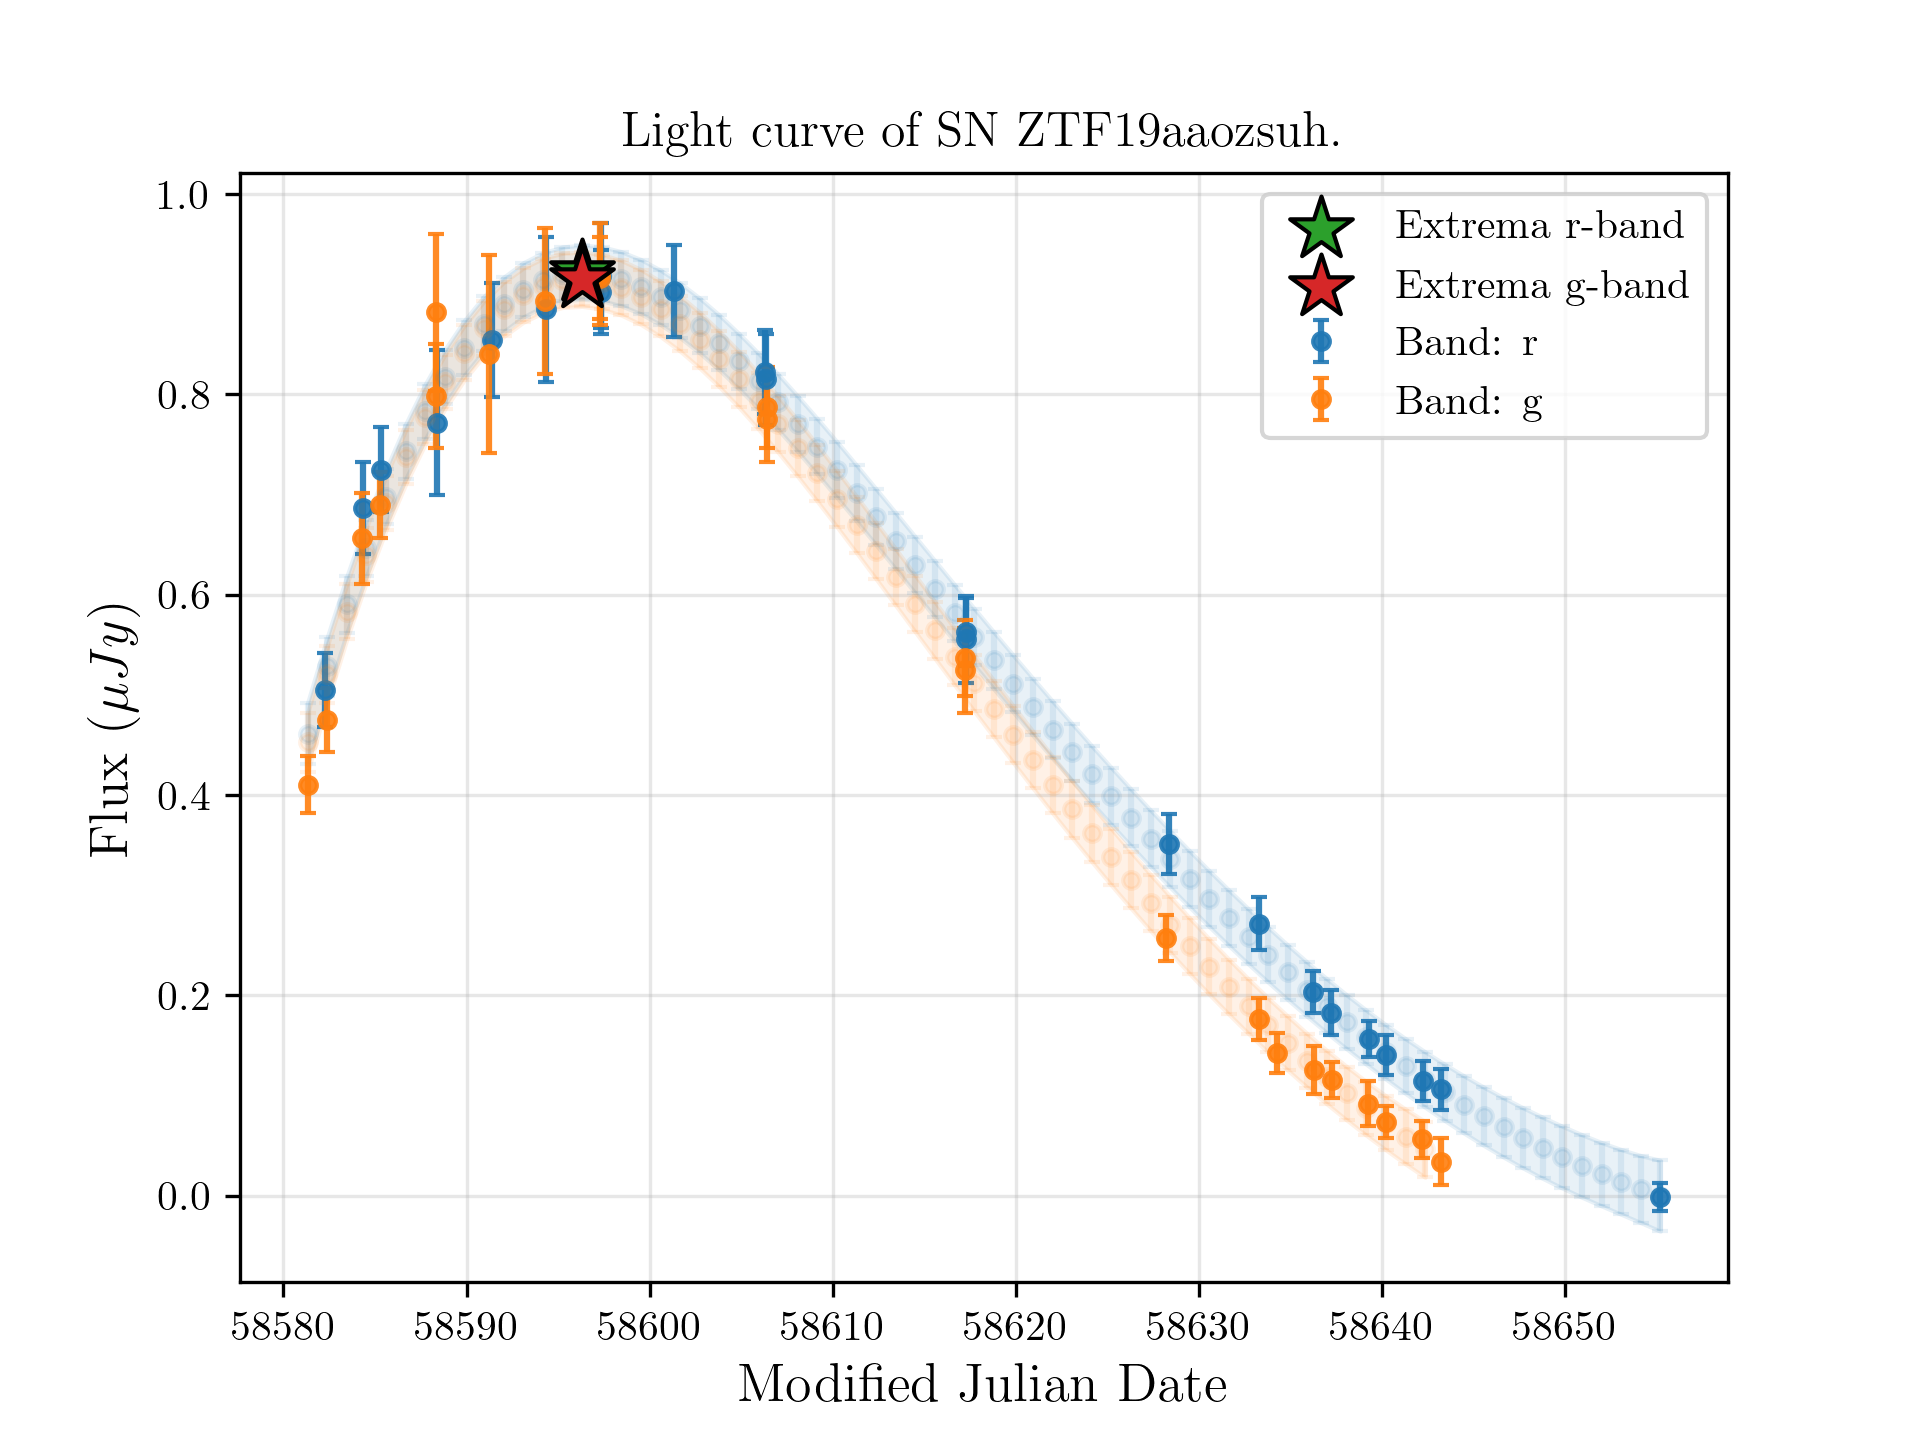 Light curve of SN ZTF19aaozsuh.
Extrema r-band
Extrema g-band
Band: r
Band: g
1.0
0.8
0.6
0.4
0.2
0.0
Flux (μJy)
58580 58590 58600 58610 58620 58630 58640 58650
Modified Julian Date